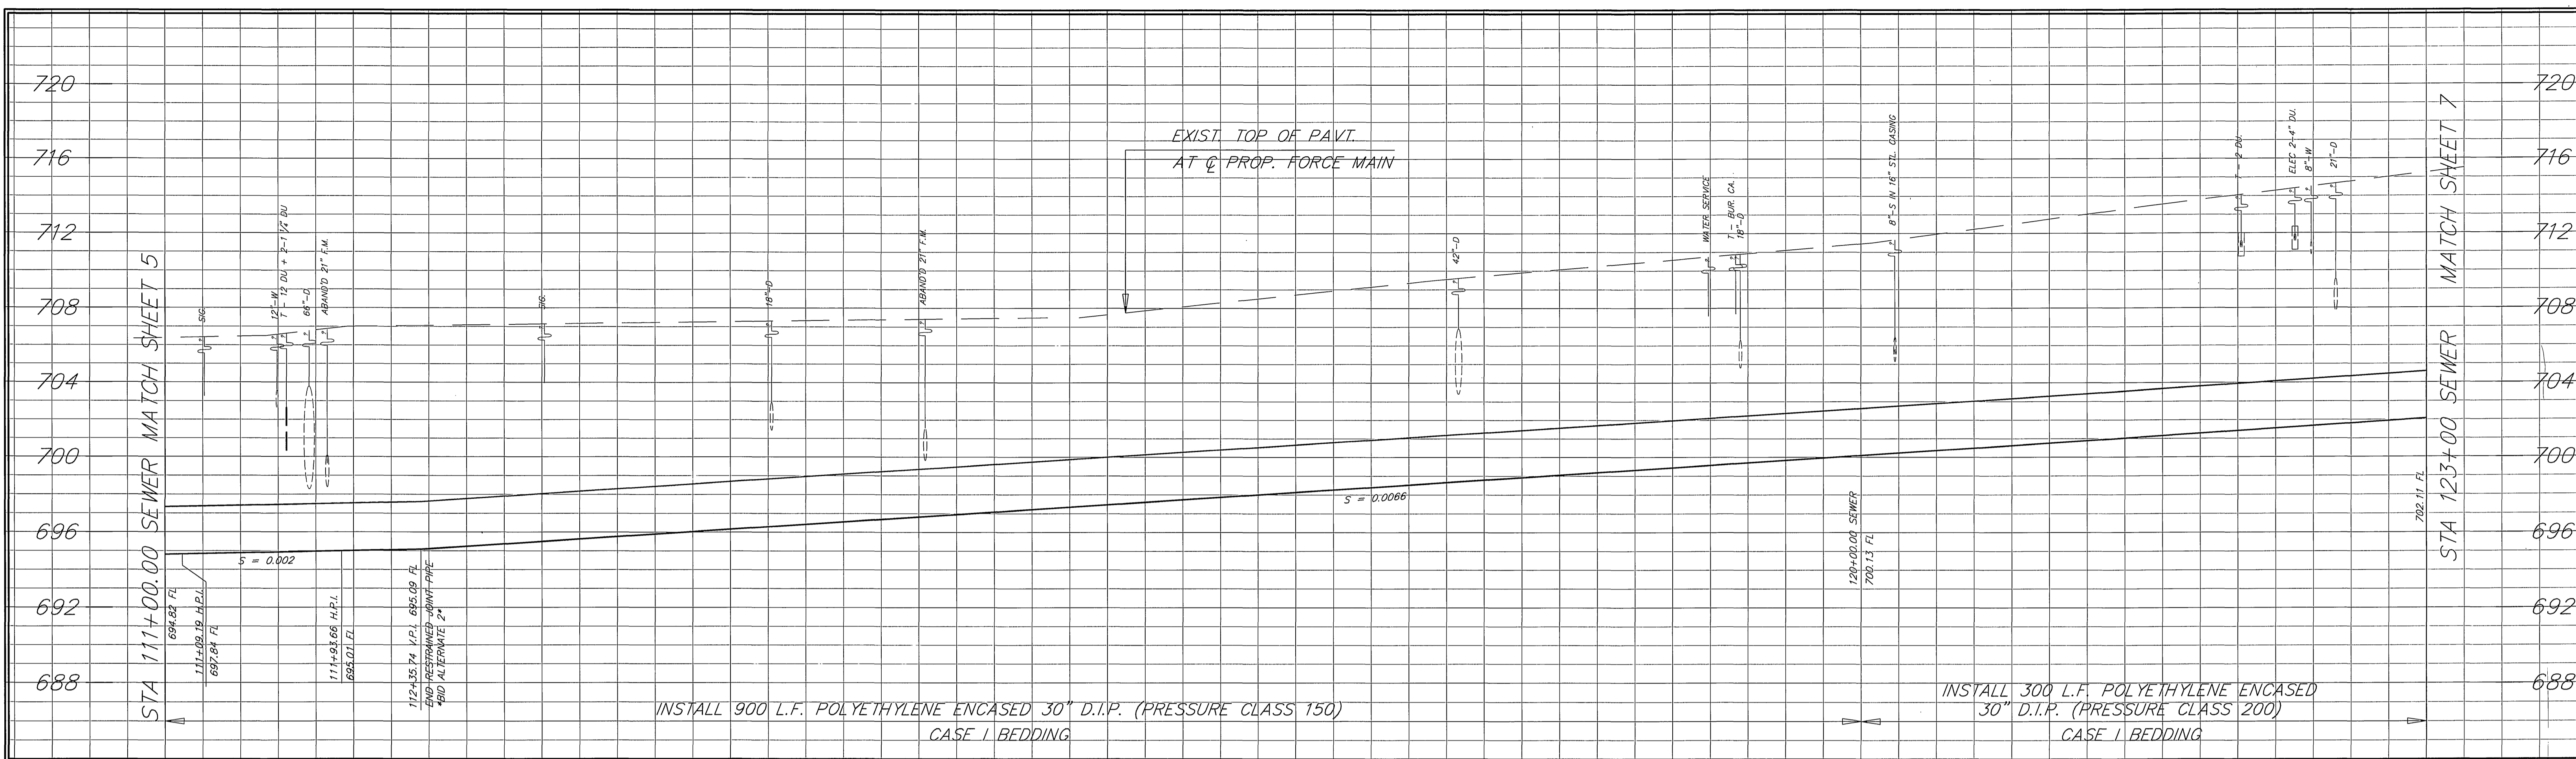 720
716
712
708
704
700
696
692
688
STA 111+00.00 SEWER MATCH SHEET 5
694.82 FL
111+09.19 H.P.I.
697.84 FL
S = 0.002
111+93.66 H.P.I.
695.01 FL
112+35.74 V.P.I. 695.09 FL
END RESTRAINED JOINT PIPE
*BID ALTERNATE 2*
SIG.
12"-W
T - 12 DU + 2-1 1/4" DU
66"-D
ABAND'D 21" F.M.
SIG.
18"-D
ABAND'D 21" F.M.
EXIST. TOP OF PAVT.
AT ℄ PROP. FORCE MAIN
42"-D
S = 0.0066
WATER SERVICE
T - BUR. CA.
18"-D
8"-S IN 16" STL. CASING
T - 2 DU.
ELEC 2-4" DU.
8"-W
21"-D
120+00.00 SEWER
700.13 FL
702.11 FL
STA 123+00 SEWER MATCH SHEET 7
INSTALL 900 L.F. POLYETHYLENE ENCASED 30" D.I.P. (PRESSURE CLASS 150)
CASE I BEDDING
INSTALL 300 L.F. POLYETHYLENE ENCASED
30" D.I.P. (PRESSURE CLASS 200)
CASE I BEDDING
720
716
712
708
704
700
696
692
688